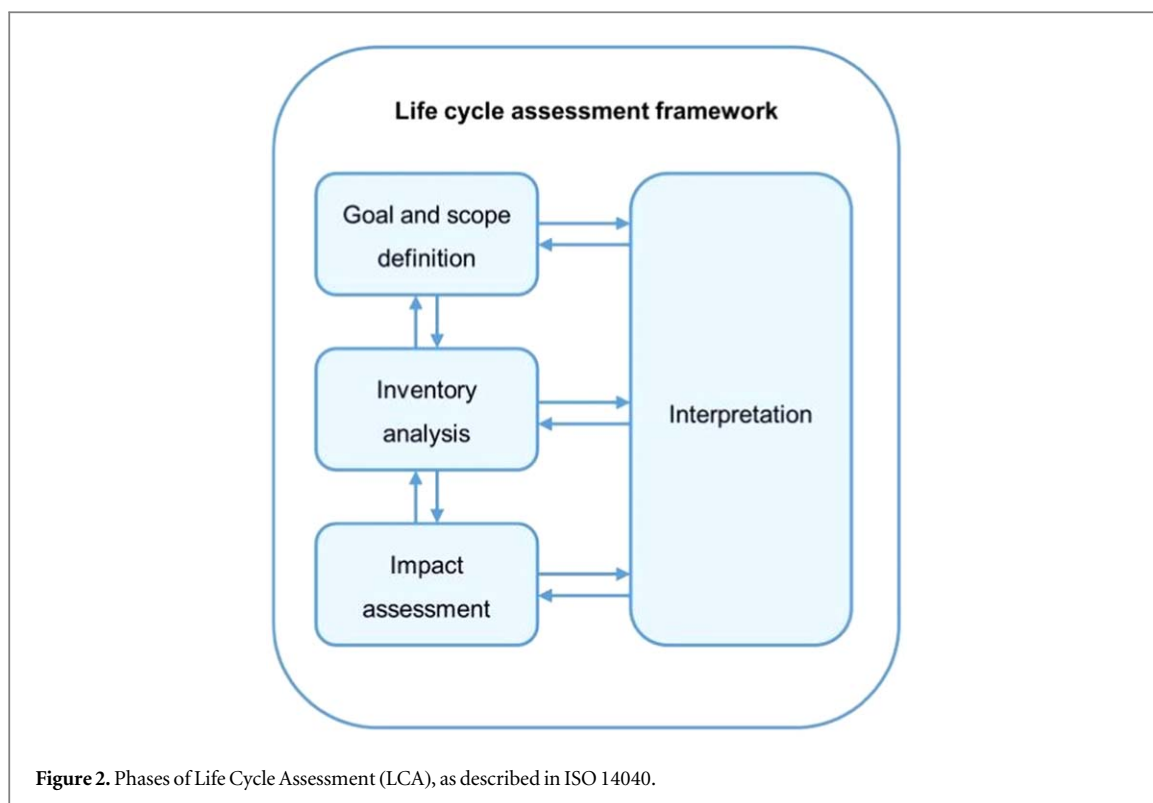 Life cycle assessment framework
Goal and scope
definition
Inventory
analysis
Impact
assessment
Interpretation
Figure 2. Phases of Life Cycle Assessment (LCA), as described in ISO 14040.